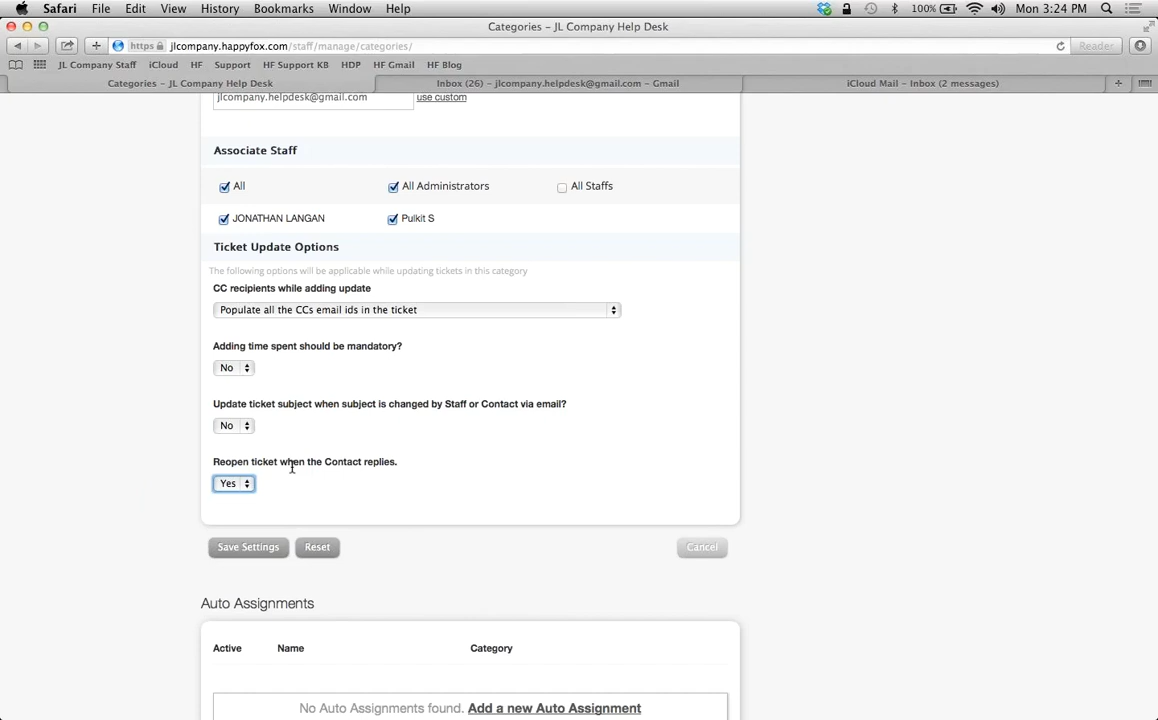 Safari File Edit View History Bookmarks Window Help 100% Mon 3:24 PM
Categories – JL Company Help Desk
https jlcompany.happyfox.com/staff/manage/categories/ Reader
JL Company Staff iCloud HF Support HF Support KB HDP HF Gmail HF Blog
Categories – JL Company Help Desk Inbox (26) – jlcompany.helpdesk@gmail.com – Gmail iCloud Mail – Inbox (2 messages)
jlcompany.helpdesk@gmail.com use custom
Associate Staff
All All Administrators All Staffs
JONATHAN LANGAN Pulkit S
Ticket Update Options
The following options will be applicable while updating tickets in this category
CC recipients while adding update
Populate all the CCs email ids in the ticket
Adding time spent should be mandatory?
No
Update ticket subject when subject is changed by Staff or Contact via email?
No
Reopen ticket when the Contact replies.
Yes
Save Settings Reset Cancel
Auto Assignments
Active Name Category
No Auto Assignments found. Add a new Auto Assignment